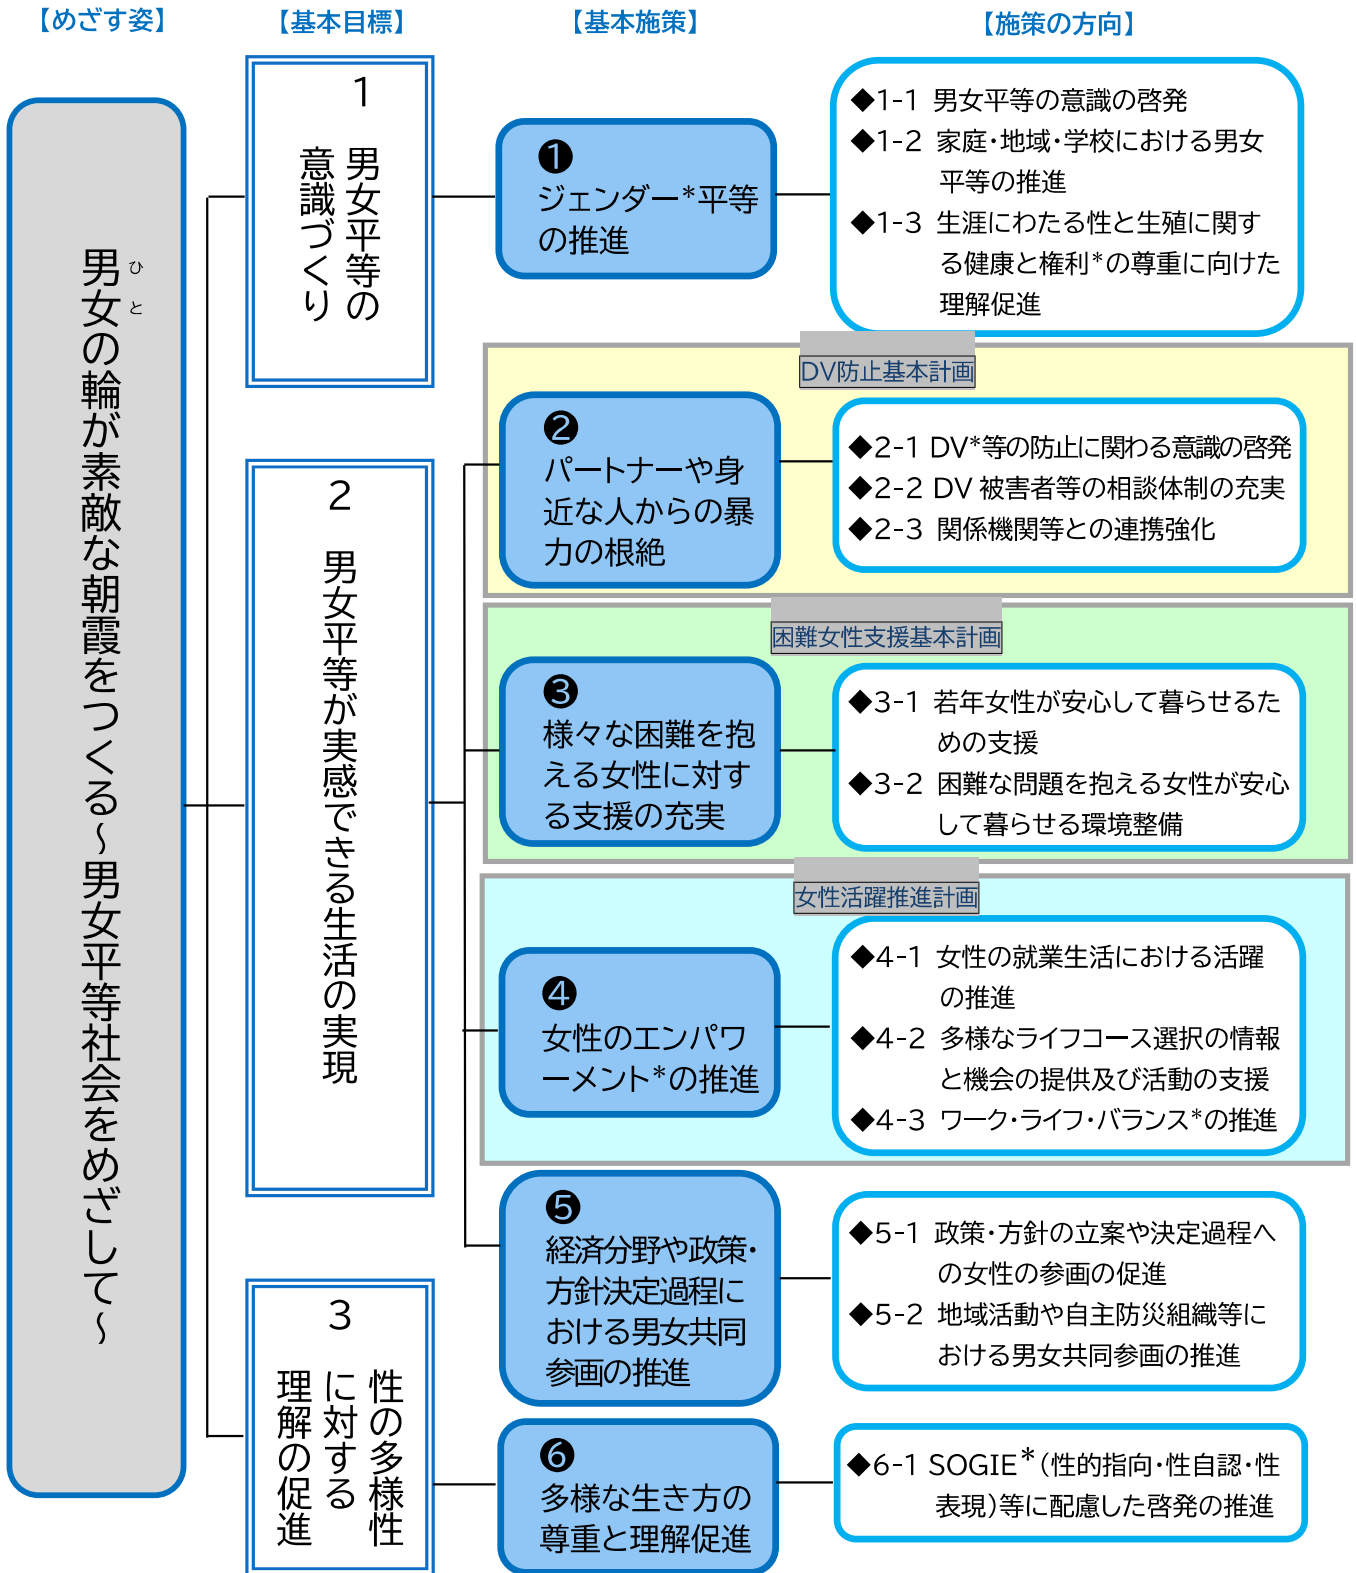 【めざす姿】
【基本目標】
【基本施策】
【施策の方向】
男女の輪が素敵な朝霞をつくる～男女平等社会をめざして～
ひと
1
男女平等の
意識づくり
❶
ジェンダー*平等
の推進
◆1-1 男女平等の意識の啓発
◆1-2 家庭・地域・学校における男女
平等の推進
◆1-3 生涯にわたる性と生殖に関す
る健康と権利*の尊重に向けた
理解促進
2
男女平等が実感できる生活の実現
DV防止基本計画
❷
パートナーや身
近な人からの暴
力の根絶
◆2-1 DV*等の防止に関わる意識の啓発
◆2-2 DV 被害者等の相談体制の充実
◆2-3 関係機関等との連携強化
困難女性支援基本計画
❸
様々な困難を抱
える女性に対す
る支援の充実
◆3-1 若年女性が安心して暮らせるた
めの支援
◆3-2 困難な問題を抱える女性が安心
して暮らせる環境整備
女性活躍推進計画
❹
女性のエンパワ
ーメント*の推進
◆4-1 女性の就業生活における活躍
の推進
◆4-2 多様なライフコース選択の情報
と機会の提供及び活動の支援
◆4-3 ワーク・ライフ・バランス*の推進
❺
経済分野や政策・
方針決定過程に
おける男女共同
参画の推進
◆5-1 政策・方針の立案や決定過程へ
の女性の参画の促進
◆5-2 地域活動や自主防災組織等に
おける男女共同参画の推進
3
性の多様性
に対する
理解の促進
❻
多様な生き方の
尊重と理解促進
◆6-1 SOGIE*（性的指向・性自認・性
表現）等に配慮した啓発の推進